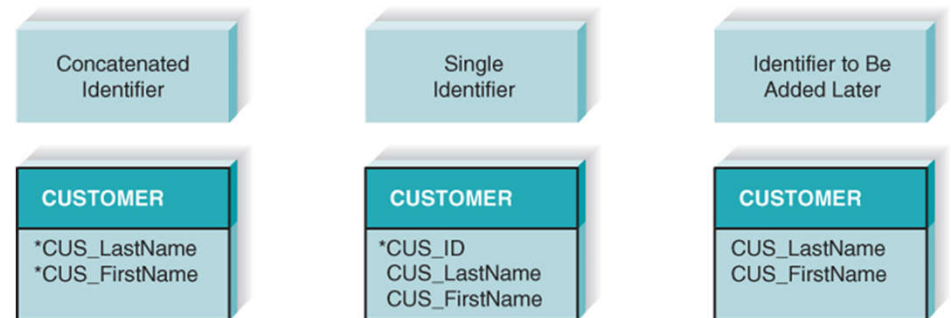 Concatenated
Identifier
Single
Identifier
Identifier to Be
Added Later
CUSTOMER
*CUS_LastName
*CUS_FirstName
CUSTOMER
*CUS_ID
CUS_LastName
CUS_FirstName
CUSTOMER
CUS_LastName
CUS_FirstName